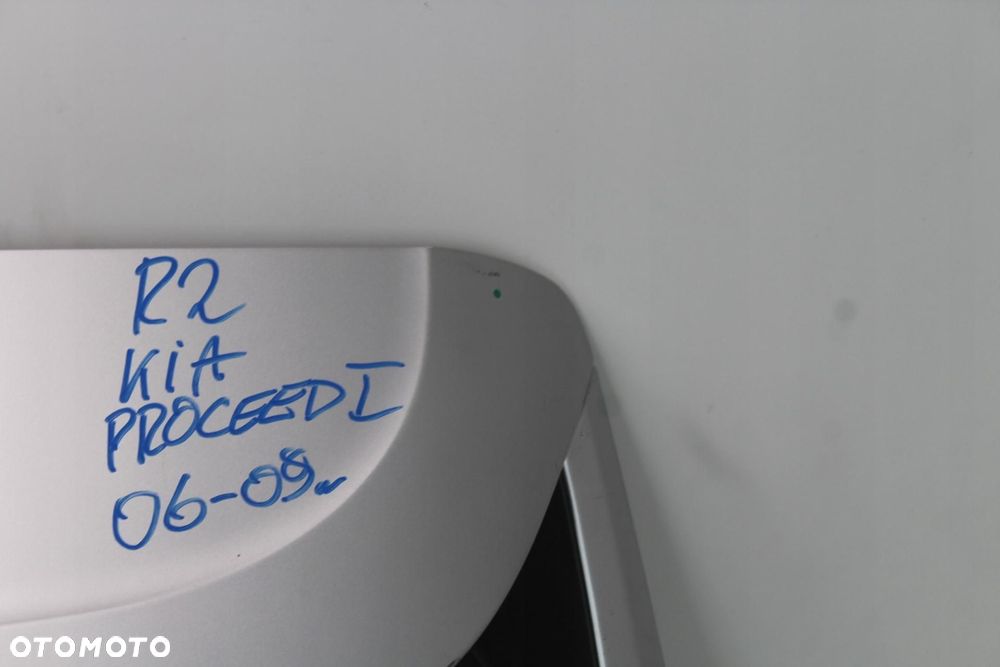 R2
KiA
PROCEED I
06-09r
OTOMOTO